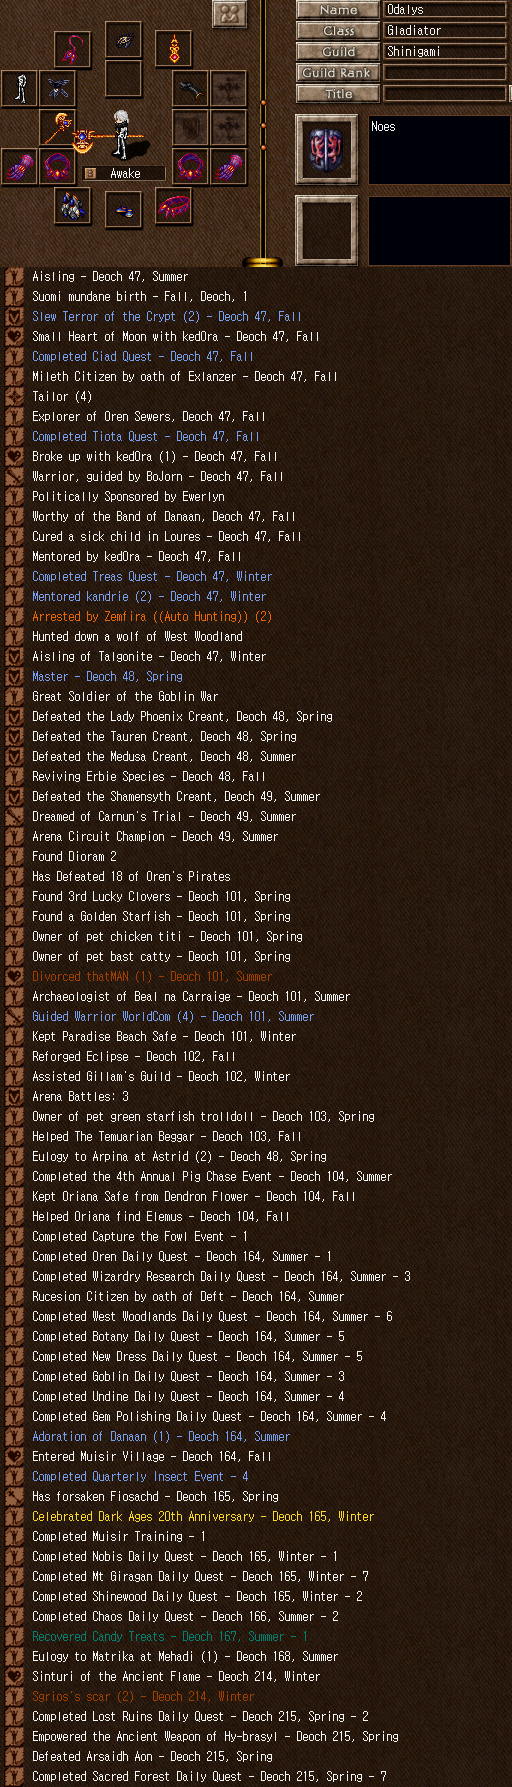 Name Odalys
Class Gladiator
Guild Shinigami
Guild Rank
Title
Noes
Awake
Aisling - Deoch 47, Summer
Suomi mundane birth - Fall, Deoch, 1
Slew Terror of the Crypt (2) - Deoch 47, Fall
Small Heart of Moon with kedOra - Deoch 47, Fall
Completed Ciad Quest - Deoch 47, Fall
Mileth Citizen by oath of Exlanzer - Deoch 47, Fall
Tailor (4)
Explorer of Oren Sewers, Deoch 47, Fall
Completed Tiota Quest - Deoch 47, Fall
Broke up with kedOra (1) - Deoch 47, Fall
Warrior, guided by BoJorn - Deoch 47, Fall
Politically Sponsored by Ewerlyn
Worthy of the Band of Danaan, Deoch 47, Fall
Cured a sick child in Loures - Deoch 47, Fall
Mentored by kedOra - Deoch 47, Fall
Completed Treas Quest - Deoch 47, Winter
Mentored kandrie (2) - Deoch 47, Winter
Arrested by Zemfira ((Auto Hunting)) (2)
Hunted down a wolf of West Woodland
Aisling of Talgonite - Deoch 47, Winter
Master - Deoch 48, Spring
Great Soldier of the Goblin War
Defeated the Lady Phoenix Creant, Deoch 48, Spring
Defeated the Tauren Creant, Deoch 48, Spring
Defeated the Medusa Creant, Deoch 48, Summer
Reviving Erbie Species - Deoch 48, Fall
Defeated the Shamensyth Creant, Deoch 49, Summer
Dreamed of Carnun's Trial - Deoch 49, Summer
Arena Circuit Champion - Deoch 49, Summer
Found Dioram 2
Has Defeated 18 of Oren's Pirates
Found 3rd Lucky Clovers - Deoch 101, Spring
Found a Golden Starfish - Deoch 101, Spring
Owner of pet chicken titi - Deoch 101, Spring
Owner of pet bast catty - Deoch 101, Spring
Divorced thatMAN (1) - Deoch 101, Summer
Archaeologist of Beal na Carraige - Deoch 101, Summer
Guided Warrior WorldCom (4) - Deoch 101, Summer
Kept Paradise Beach Safe - Deoch 101, Winter
Reforged Eclipse - Deoch 102, Fall
Assisted Gillam's Guild - Deoch 102, Winter
Arena Battles: 3
Owner of pet green starfish trolldoll - Deoch 103, Spring
Helped The Temuarian Beggar - Deoch 103, Fall
Eulogy to Arpina at Astrid (2) - Deoch 48, Spring
Completed the 4th Annual Pig Chase Event - Deoch 104, Summer
Kept Oriana Safe from Dendron Flower - Deoch 104, Fall
Helped Oriana find Elemus - Deoch 104, Fall
Completed Capture the Fowl Event - 1
Completed Oren Daily Quest - Deoch 164, Summer - 1
Completed Wizardry Research Daily Quest - Deoch 164, Summer - 3
Rucesion Citizen by oath of Deft - Deoch 164, Summer
Completed West Woodlands Daily Quest - Deoch 164, Summer - 6
Completed Botany Daily Quest - Deoch 164, Summer - 5
Completed New Dress Daily Quest - Deoch 164, Summer - 5
Completed Goblin Daily Quest - Deoch 164, Summer - 3
Completed Undine Daily Quest - Deoch 164, Summer - 4
Completed Gem Polishing Daily Quest - Deoch 164, Summer - 4
Adoration of Danaan (1) - Deoch 164, Summer
Entered Muisir Village - Deoch 164, Fall
Completed Quarterly Insect Event - 4
Has forsaken Fiosachd - Deoch 165, Spring
Celebrated Dark Ages 20th Anniversary - Deoch 165, Winter
Completed Muisir Training - 1
Completed Nobis Daily Quest - Deoch 165, Winter - 1
Completed Mt Giragan Daily Quest - Deoch 165, Winter - 7
Completed Shinewood Daily Quest - Deoch 165, Winter - 2
Completed Chaos Daily Quest - Deoch 166, Summer - 2
Recovered Candy Treats - Deoch 167, Summer - 1
Eulogy to Matrika at Mehadi (1) - Deoch 168, Summer
Sinturi of the Ancient Flame - Deoch 214, Winter
Sgrios's scar (2) - Deoch 214, Winter
Completed Lost Ruins Daily Quest - Deoch 215, Spring - 2
Empowered the Ancient Weapon of Hy-brasyl - Deoch 215, Spring
Defeated Arsaidh Aon - Deoch 215, Spring
Completed Sacred Forest Daily Quest - Deoch 215, Spring - 7